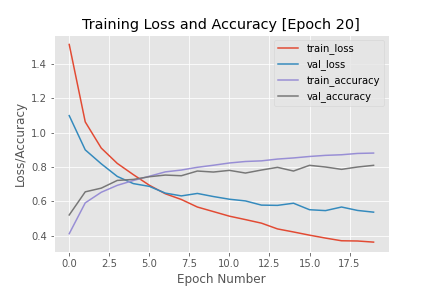 Training Loss and Accuracy [Epoch 20]
Loss/Accuracy
1.4
1.2
1.0
0.8
0.6
0.4
train_loss
val_loss
train_accuracy
val_accuracy
0.0 2.5 5.0 7.5 10.0 12.5 15.0 17.5
Epoch Number